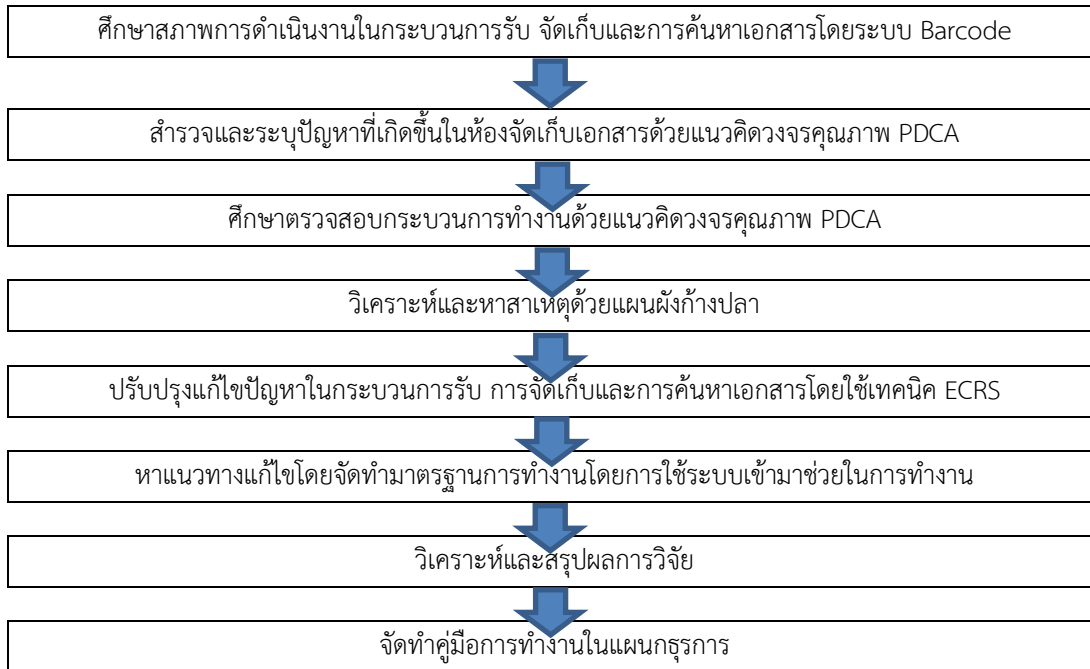 ศึกษาสภาพการดำเนินงานในกระบวนการรับ จัดเก็บและการค้นหาเอกสารโดยระบบ Barcode
สำรวจและระบุปัญหาที่เกิดขึ้นในห้องจัดเก็บเอกสารด้วยแนวคิดวงจรคุณภาพ PDCA
ศึกษาตรวจสอบกระบวนการทำงานด้วยแนวคิดวงจรคุณภาพ PDCA
วิเคราะห์และหาสาเหตุด้วยแผนผังก้างปลา
ปรับปรุงแก้ไขปัญหาในกระบวนการรับ การจัดเก็บและการค้นหาเอกสารโดยใช้เทคนิค ECRS
หาแนวทางแก้ไขโดยจัดทำมาตรฐานการทำงานโดยการใช้ระบบเข้ามาช่วยในการทำงาน
วิเคราะห์และสรุปผลการวิจัย
จัดทำคู่มือการทำงานในแผนกธุรการ